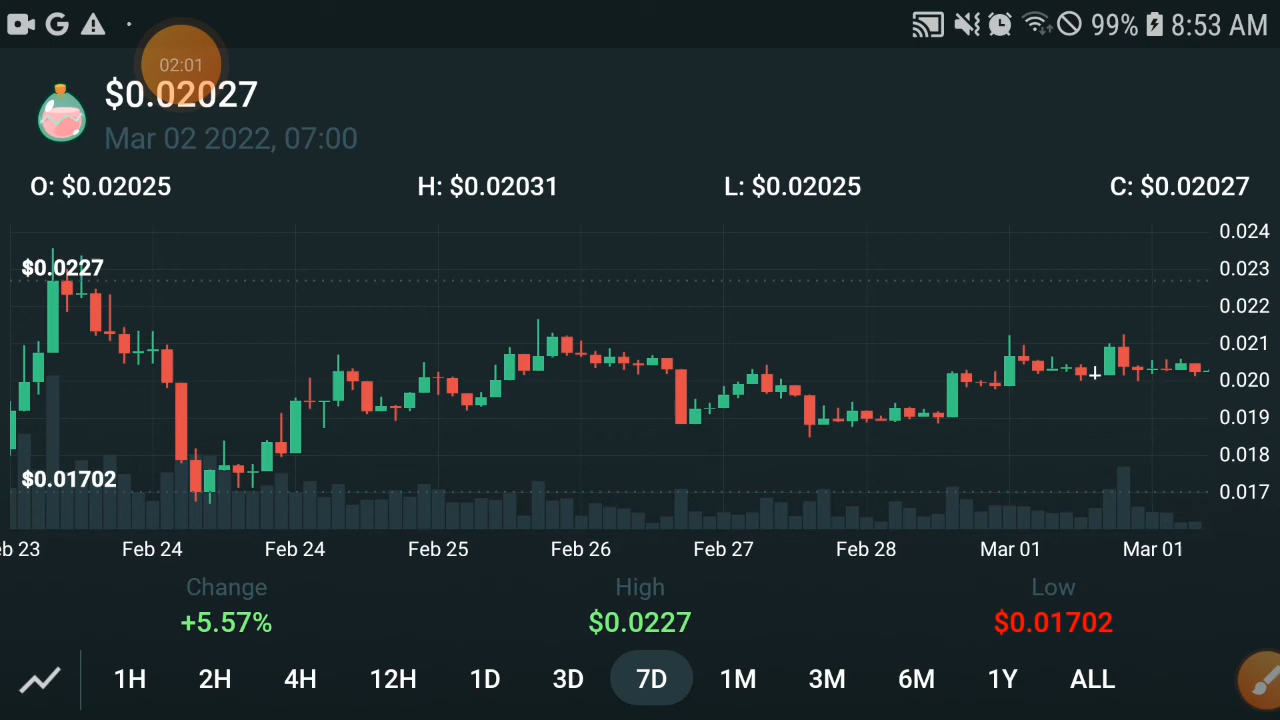 G 99% 8:53 AM
02:01
$0.02027
Mar 02 2022, 07:00
O: $0.02025 H: $0.02031 L: $0.02025 C: $0.02027
0.024
$0.0227 0.023
0.022
0.021
0.020
0.019
0.018
$0.01702 0.017
eb 23 Feb 24 Feb 24 Feb 25 Feb 26 Feb 27 Feb 28 Mar 01 Mar 01
Change High Low
+5.57% $0.0227 $0.01702
1H 2H 4H 12H 1D 3D 7D 1M 3M 6M 1Y ALL